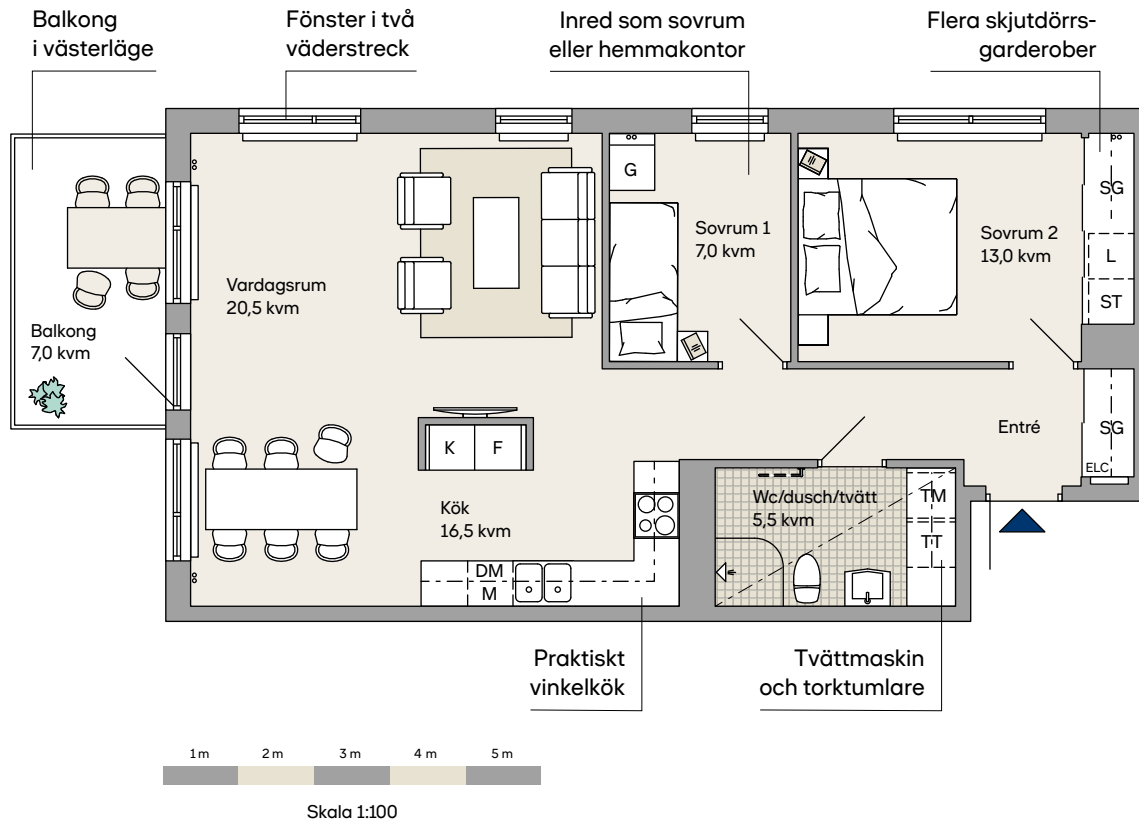 Balkong
i västerläge
Fönster i två
väderstreck
Inred som sovrum
eller hemmakontor
Flera skjutdörrs-
garderober
G
SG
Sovrum 1
7,0 kvm
Sovrum 2
13,0 kvm
L
ST
Vardagsrum
20,5 kvm
Balkong
7,0 kvm
K F
Entré
SG
ELC
Kök
16,5 kvm
Wc/dusch/tvätt
5,5 kvm
TM
TT
DM
M
Praktiskt
vinkelkök
Tvättmaskin
och torktumlare
1 m 2 m 3 m 4 m 5 m
Skala 1:100